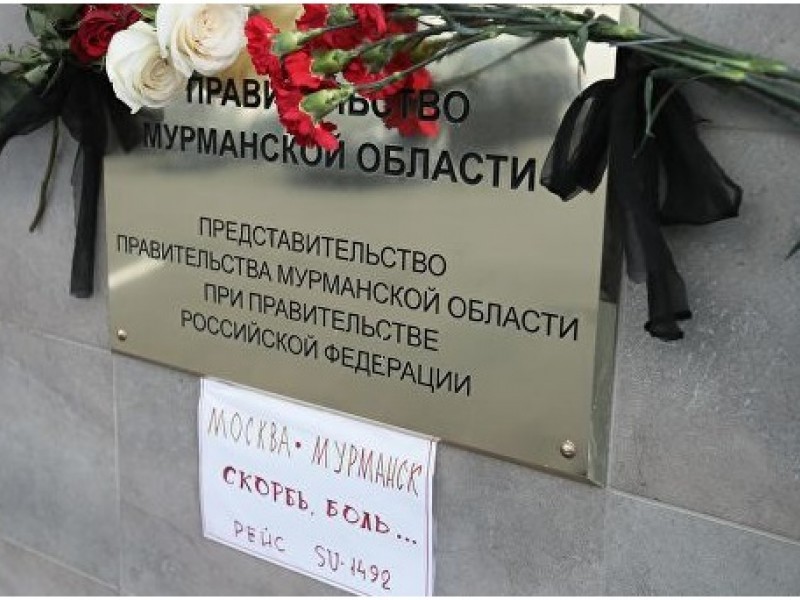 ПРАВИТЕЛЬСТВО
МУРМАНСКОЙ ОБЛАСТИ
ПРЕДСТАВИТЕЛЬСТВО
ПРАВИТЕЛЬСТВА МУРМАНСКОЙ ОБЛАСТИ
ПРИ ПРАВИТЕЛЬСТВЕ
РОССИЙСКОЙ ФЕДЕРАЦИИ
МОСКВА • МУРМАНСК
СКОРБЬ, БОЛЬ...
РЕЙС SU-1492